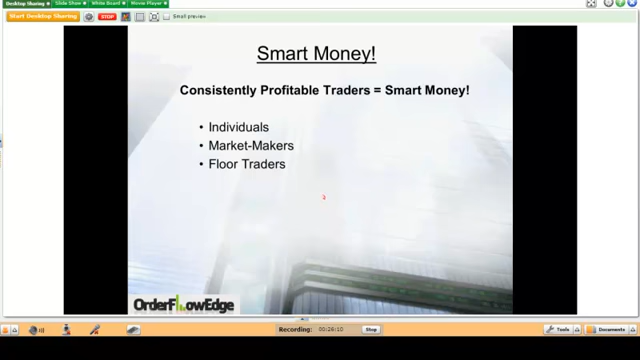 Desktop Sharing
Slide Show
White Board
Movie Player
Start Desktop Sharing
STOP
Small preview
Smart Money!
Consistently Profitable Traders = Smart Money!
• Individuals
• Market-Makers
• Floor Traders
OrderFlowEdge
Recording: 00:26:10
Stop
Tools
Documents